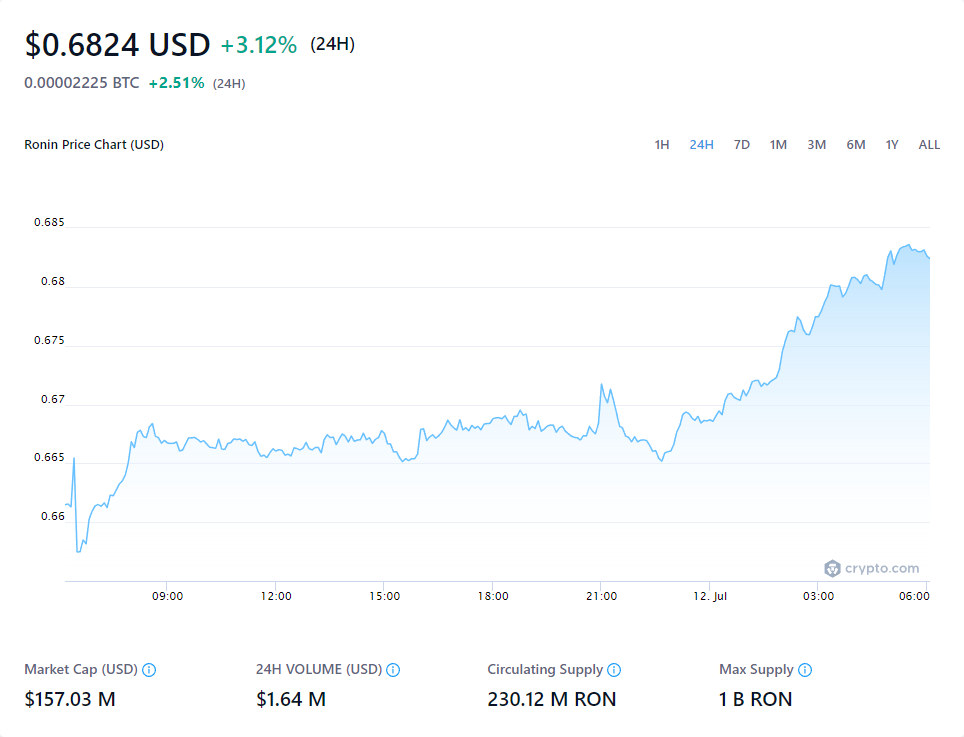 $0.6824 USD +3.12% (24H)
0.00002225 BTC +2.51% (24H)
Ronin Price Chart (USD) 1H 24H 7D 1M 3M 6M 1Y ALL
0.685
0.68
0.675
0.67
0.665
0.66
crypto.com
09:00 12:00 15:00 18:00 21:00 12. Jul 03:00 06:00
Market Cap (USD) 24H VOLUME (USD) Circulating Supply Max Supply
$157.03 M $1.64 M 230.12 M RON 1 B RON